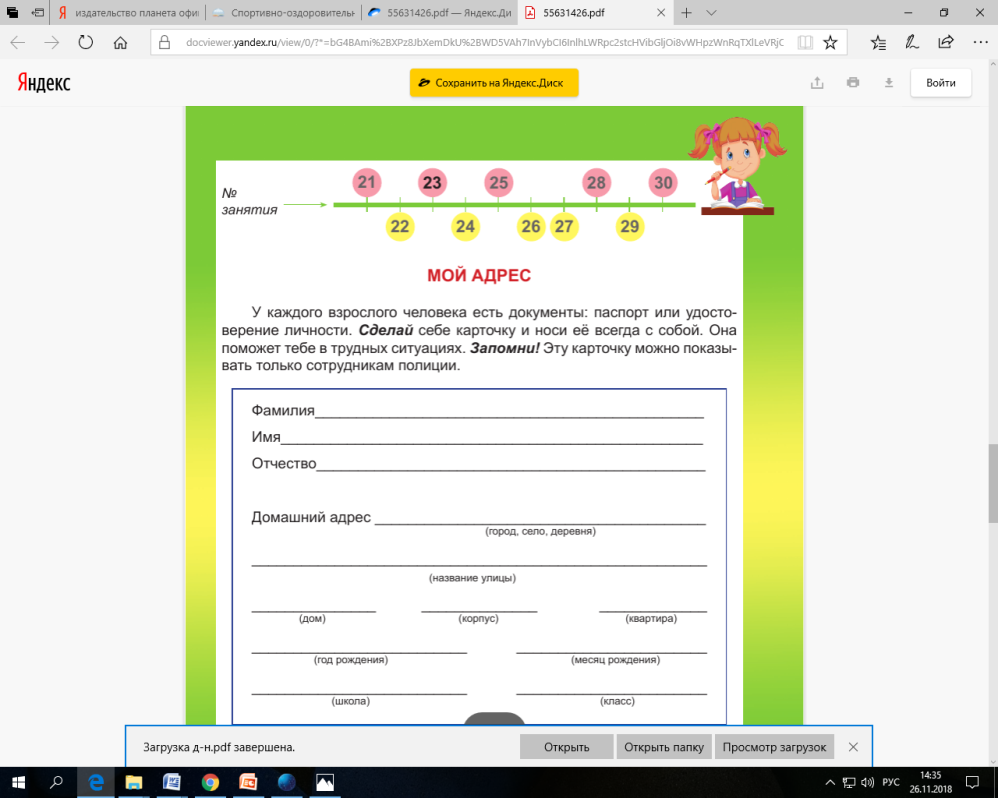 издательство планета офи
Спортивно-оздоровитель
55631426.pdf — Яндекс.Ди
55631426.pdf
docviewer.yandex.ru/view/0/?*=
Яндекс
Сохранить на Яндекс.Диск
Войти
№
занятия
21 23 25 28 30
22 24 26 27 29
МОЙ АДРЕС
У каждого взрослого человека есть документы: паспорт или удосто-
верение личности. Сделай себе карточку и носи её всегда с собой. Она
поможет тебе в трудных ситуациях. Запомни! Эту карточку можно показы-
вать только сотрудникам полиции.
Фамилия
Имя
Отчество
Домашний адрес
(город, село, деревня)
(название улицы)
(дом) (корпус) (квартира)
(год рождения) (месяц рождения)
(школа) (класс)
Загрузка д-н.pdf завершена.
Открыть
Открыть папку
Просмотр загрузок
РУС
14:35
26.11.2018